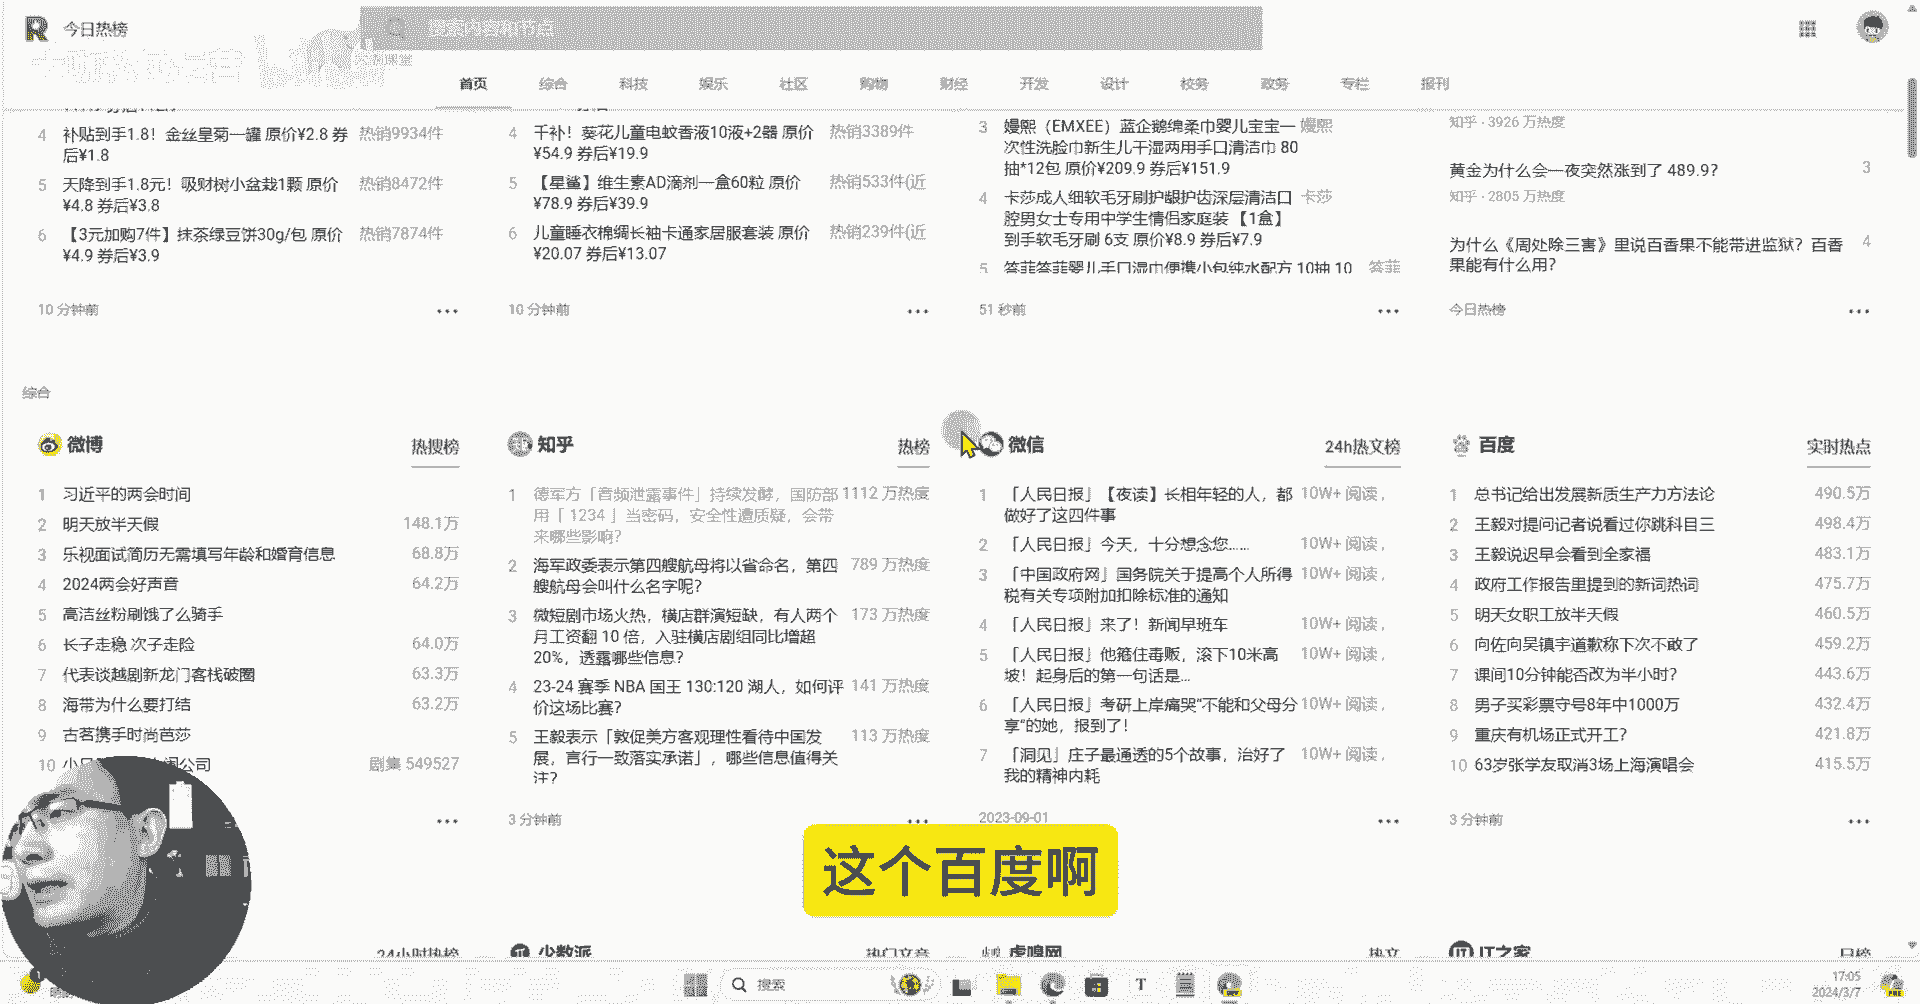 今日热榜
搜索内容和节点
首页 综合 科技 娱乐 社区 购物 财经 开发 设计 校务 政务 专栏 报刊
4 补贴到手1.8！金丝皇菊一罐 原价¥2.8 券 热销9934件
后¥1.8
5 天降到手1.8元！吸财树小盆栽1颗 原价 热销8472件
¥4.8 券后¥3.8
6 【3元加购7件】抹茶绿豆饼30g/包 原价 热销7874件
¥4.9 券后¥3.9
10 分钟前
4 千补！葵花儿童电蚊香液10液+2器 原价 热销3389件
¥54.9 券后¥19.9
5 【星鲨】维生素AD滴剂一盒60粒 原价 热销533件(近
¥78.9 券后¥39.9
6 儿童睡衣棉绸长袖卡通家居服套装 原价 热销239件(近
¥20.07 券后¥13.07
10 分钟前
3 嫚熙（EMXEE）蓝企鹅绵柔巾婴儿宝宝一 嫚熙
次性洗脸巾新生儿干湿两用手口清洁巾 80
抽*12包 原价¥209.9 券后¥151.9
4 卡莎成人细软毛牙刷护龈护齿深层清洁口 卡莎
腔男女士专用中学生情侣家庭装 【1盒】
到手软毛牙刷 6支 原价¥8.9 券后¥7.9
5 答菲答菲婴儿手口湿巾便携小包纯水配方 10抽 10 答菲
51 秒前
知乎 · 3926 万热度
黄金为什么会一夜突然涨到了 489.9？ 3
知乎 · 2805 万热度
为什么《周处除三害》里说百香果不能带进监狱？百香 4
果能有什么用？
今日热榜
综合
微博 热搜榜
1 习近平的两会时间
2 明天放半天假 148.1万
3 乐视面试简历无需填写年龄和婚育信息 68.8万
4 2024两会好声音 64.2万
5 高洁丝粉刷饿了么骑手
6 长子走稳 次子走险 64.0万
7 代表谈越剧新龙门客栈破圈 63.3万
8 海带为什么要打结 63.2万
9 古茗携手时尚芭莎
10 公司 剧集 549527
知乎 热榜
1 德军方「音频泄露事件」持续发酵，国防部 1112 万热度
用「 1234 」当密码，安全性遭质疑，会带
来哪些影响？
2 海军政委表示第四艘航母将以省命名，第四 789 万热度
艘航母会叫什么名字呢？
3 微短剧市场火热，横店群演短缺，有人两个 173 万热度
月工资翻 10 倍，入驻横店剧组同比增超
20%，透露哪些信息？
4 23-24 赛季 NBA 国王 130:120 湖人，如何评 141 万热度
价这场比赛？
5 王毅表示「敦促美方客观理性看待中国发 113 万热度
展，言行一致落实承诺」，哪些信息值得关
注？
3 分钟前
微信 24h热文榜
1 「人民日报」【夜读】长相年轻的人，都 10W+ 阅读，
做好了这四件事
2 「人民日报」今天，十分想念您…… 10W+ 阅读，
3 「中国政府网」国务院关于提高个人所得 10W+ 阅读，
税有关专项附加扣除标准的通知
4 「人民日报」来了！新闻早班车 10W+ 阅读，
5 「人民日报」他箍住毒贩，滚下10米高 10W+ 阅读，
坡！起身后的第一句话是…
6 「人民日报」考研上岸痛哭“不能和父母分 10W+ 阅读，
享”的她，报到了！
7 「洞见」庄子最通透的5个故事，治好了 10W+ 阅读，
我的精神内耗
2023-09-01
百度 实时热点
1 总书记给出发展新质生产力方法论 490.5万
2 王毅对提问记者说看过你跳科目三 498.4万
3 王毅说迟早会看到全家福 483.1万
4 政府工作报告里提到的新词热词 475.7万
5 明天女职工放半天假 460.5万
6 向佐向吴镇宇道歉称下次不敢了 459.2万
7 课间10分钟能否改为半小时？ 443.6万
8 男子买彩票守号8年中1000万 432.4万
9 重庆有机场正式开工？ 421.8万
10 63岁张学友取消3场上海演唱会 415.5万
3 分钟前
这个百度啊
24小时热榜 少数派 热门文章 虎嗅网 热文 IT之家 日榜
搜索
17:05
2024/3/7